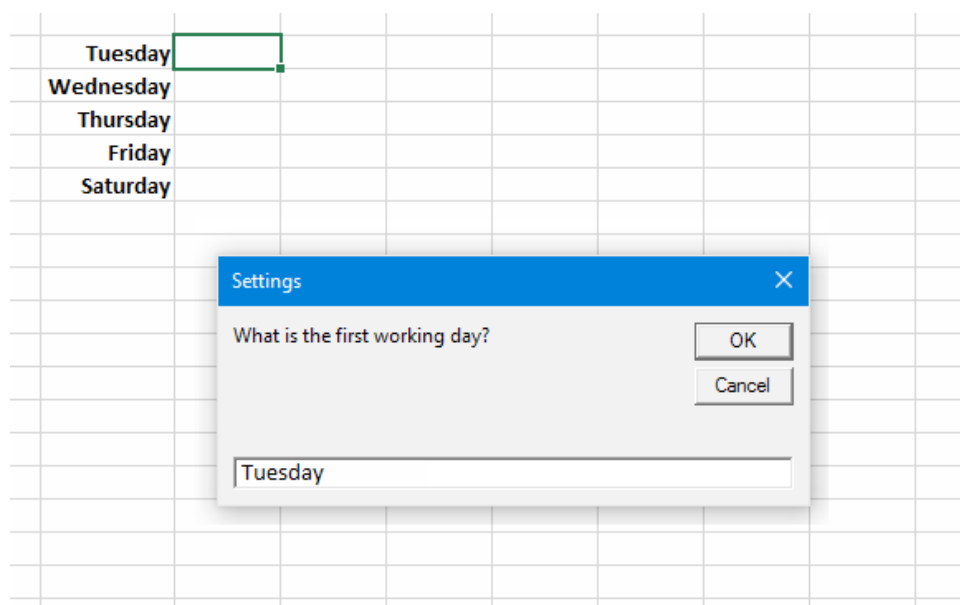 Tuesday
Wednesday
Thursday
Friday
Saturday
Settings
What is the first working day?
OK
Cancel
Tuesday